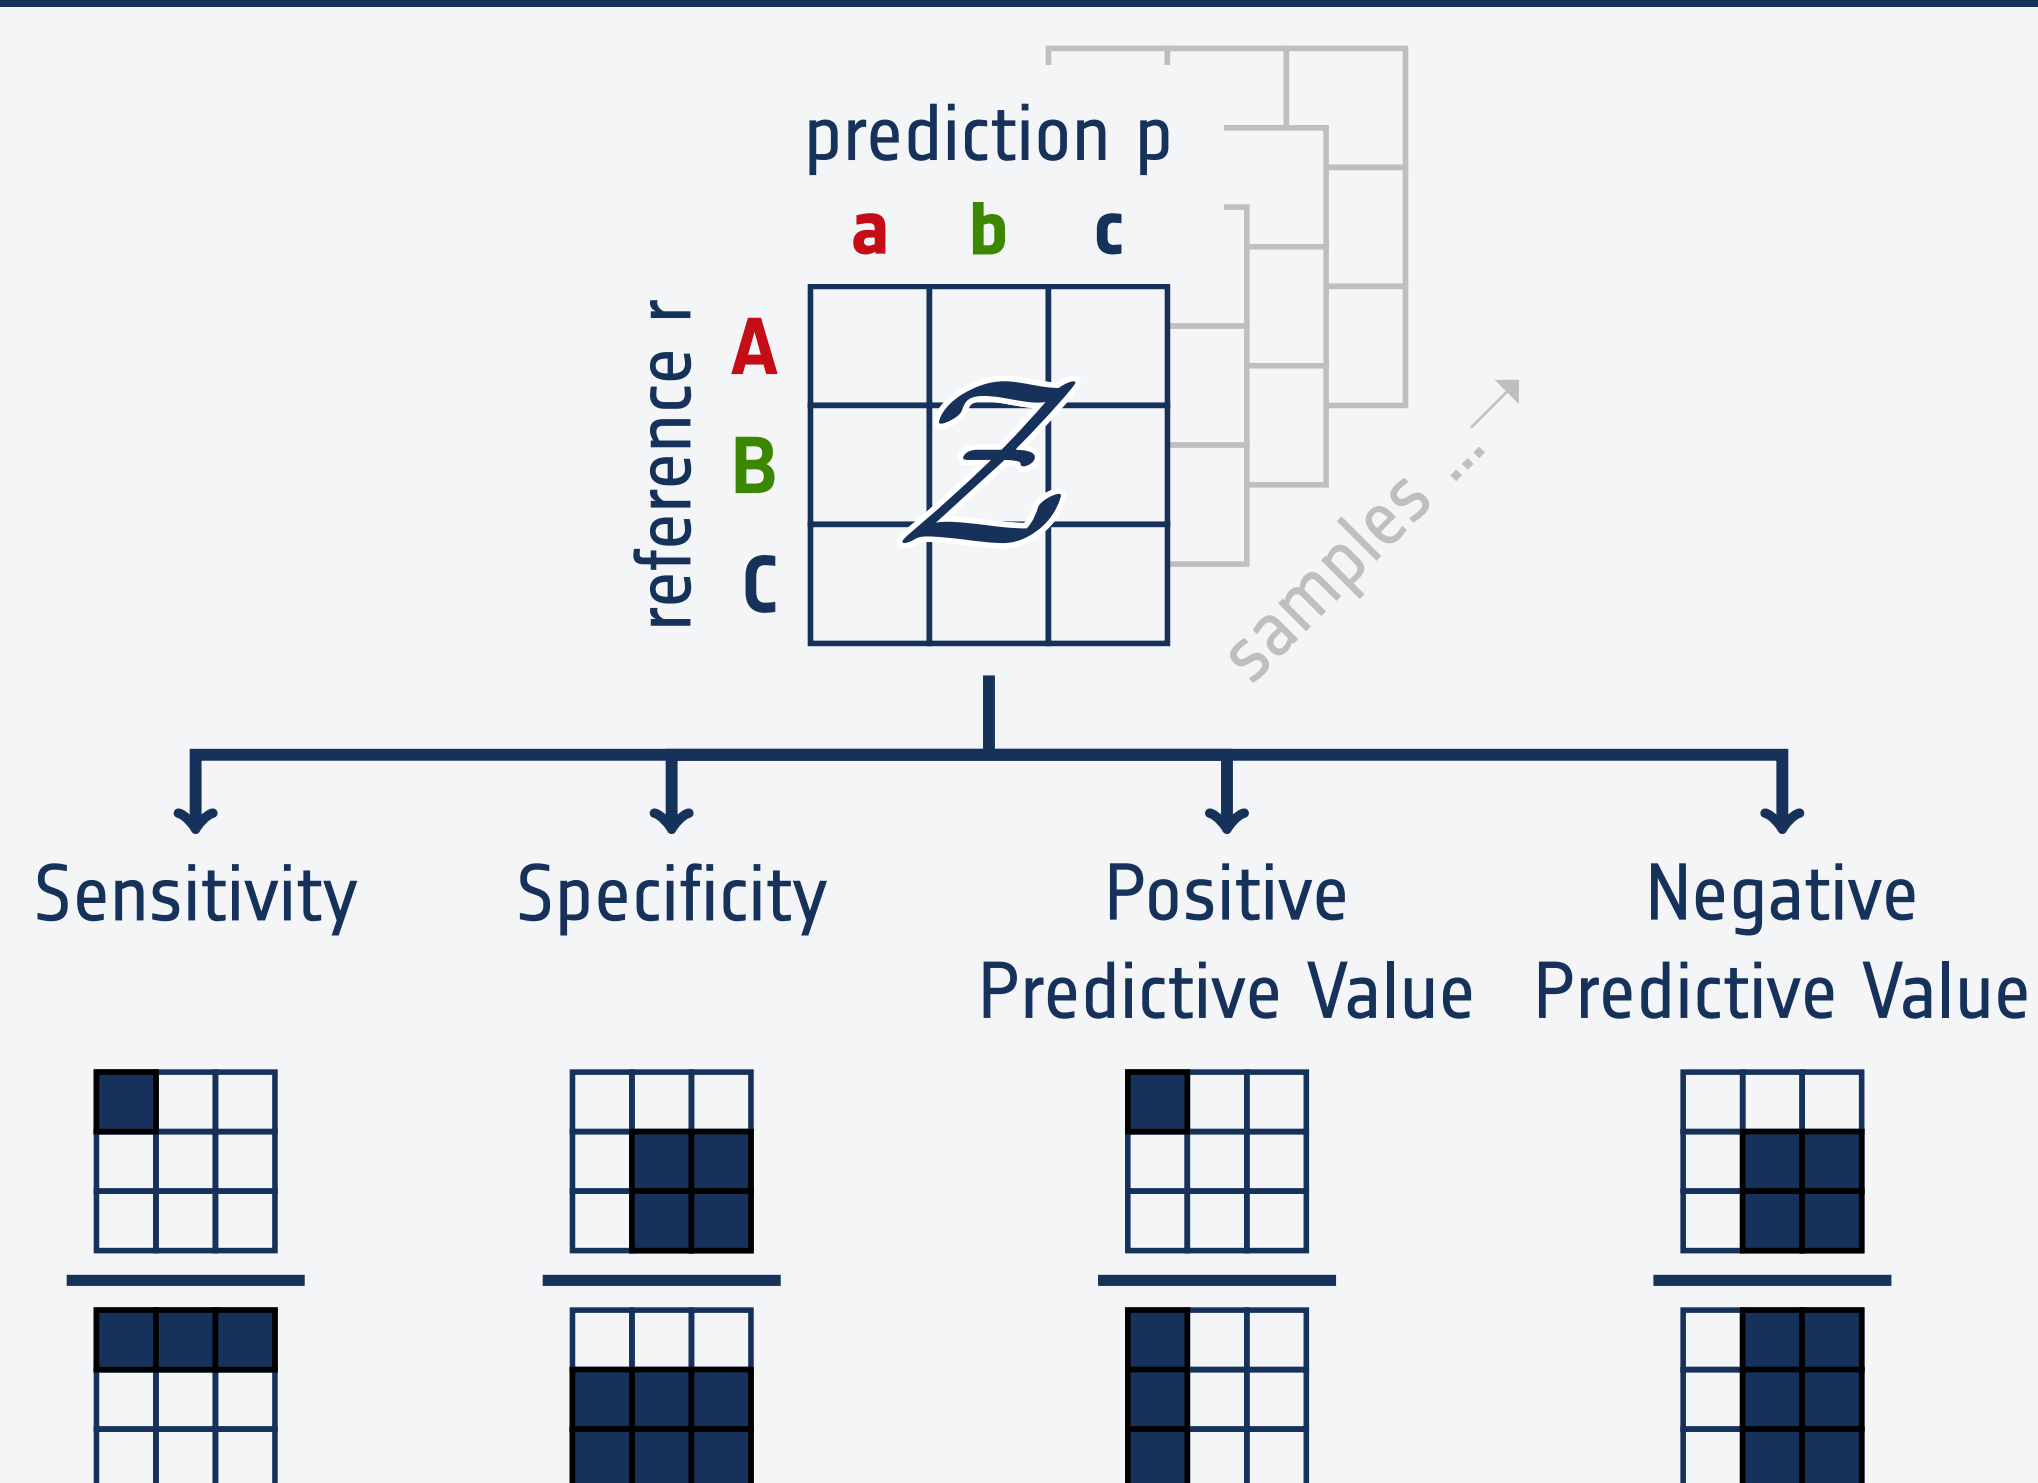 prediction p
a b c
reference r
A
B
C
Z
samples ...
Sensitivity
Specificity
Positive
Predictive Value
Negative
Predictive Value